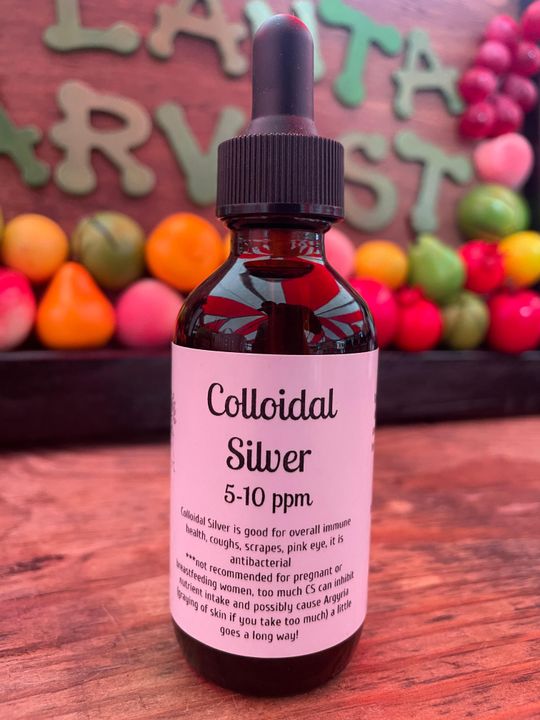 LANTA
ARVEST
Colloidal
Silver
5-10 ppm
Colloidal Silver is good for overall immune
health, coughs, scrapes, pink eye, it is
antibacterial
***not recommended for pregnant or
breastfeeding women, too much CS can inhibit
nutrient intake and possibly cause Argyria
(graying of skin if you take too much) a little
goes a long way!